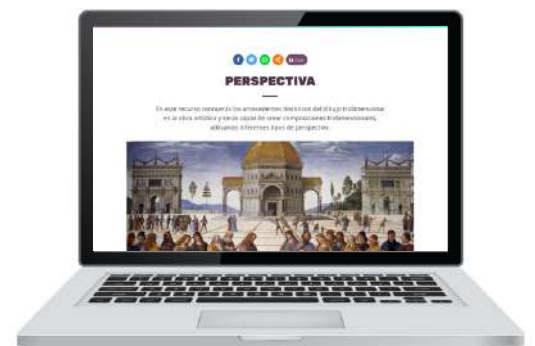 PERSPECTIVA
En este recurso conocerás los antecedentes históricos del dibujo tridimensional
en la obra artística y serás capaz de crear composiciones tridimensionales,
utilizando diferentes tipos de perspectiva.